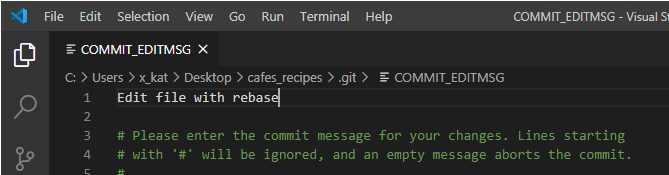 File Edit Selection View Go Run Terminal Help COMMIT_EDITMSG - Visual St
COMMIT_EDITMSG ×
C: > Users > x_kat > Desktop > cafes_recipes > .git > COMMIT_EDITMSG
1 Edit file with rebase
2
3 # Please enter the commit message for your changes. Lines starting
4 # with '#' will be ignored, and an empty message aborts the commit.
5 #